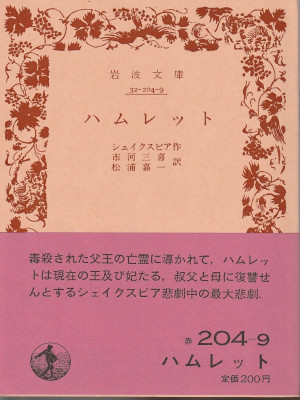 岩波文庫
32-204-9
ハムレット
シェイクスピア作
市河三喜
松浦嘉一 訳
毒殺された父王の亡霊に導かれて，ハムレッ
トは現在の王及び妃たる，叔父と母に復讐せ
んとするシェイクスピア悲劇中の最大悲劇．
赤 204-9
ハムレット
定価200円